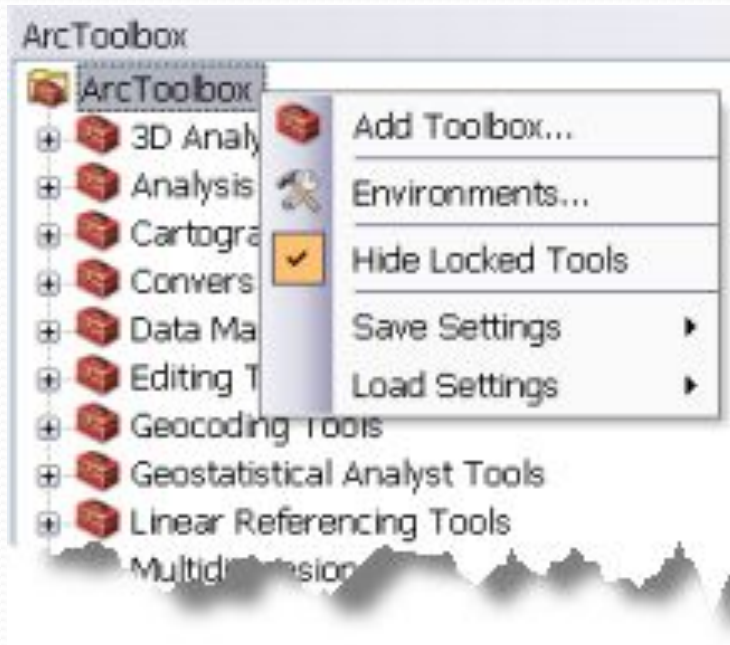 ArcToolbox
ArcToolbox
3D Analy
Analysis
Cartogra
Convers
Data Ma
Editing T
Geocoding Tools
Geostatistical Analyst Tools
Linear Referencing Tools
Add Toolbox...
Environments...
Hide Locked Tools
Save Settings
Load Settings